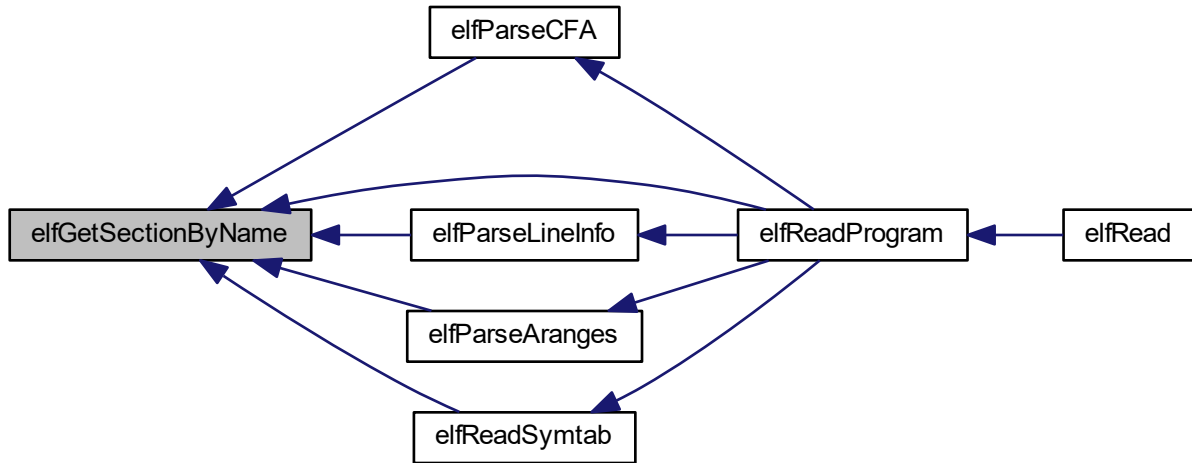 elfParseCFA
elfGetSectionByName
elfParseLineInfo
elfReadProgram
elfRead
elfParseAranges
elfReadSymtab